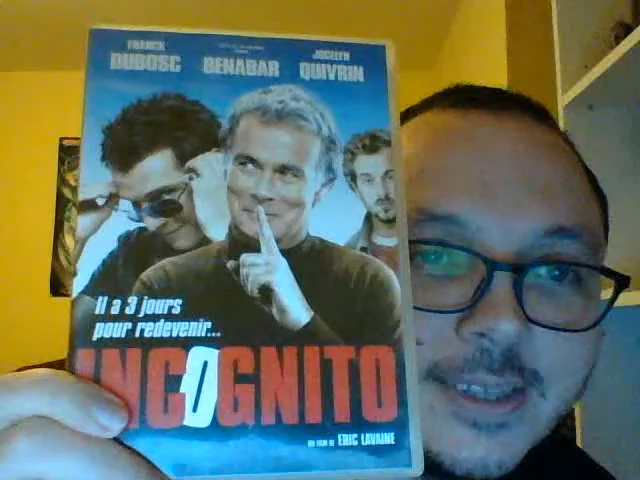 FRANCK
DUBOSC
BENABAR
JOCELYN
QUIVRIN
Il a 3 jours
pour redevenir...
INCOGNITO
UN FILM DE ERIC LAVAINE